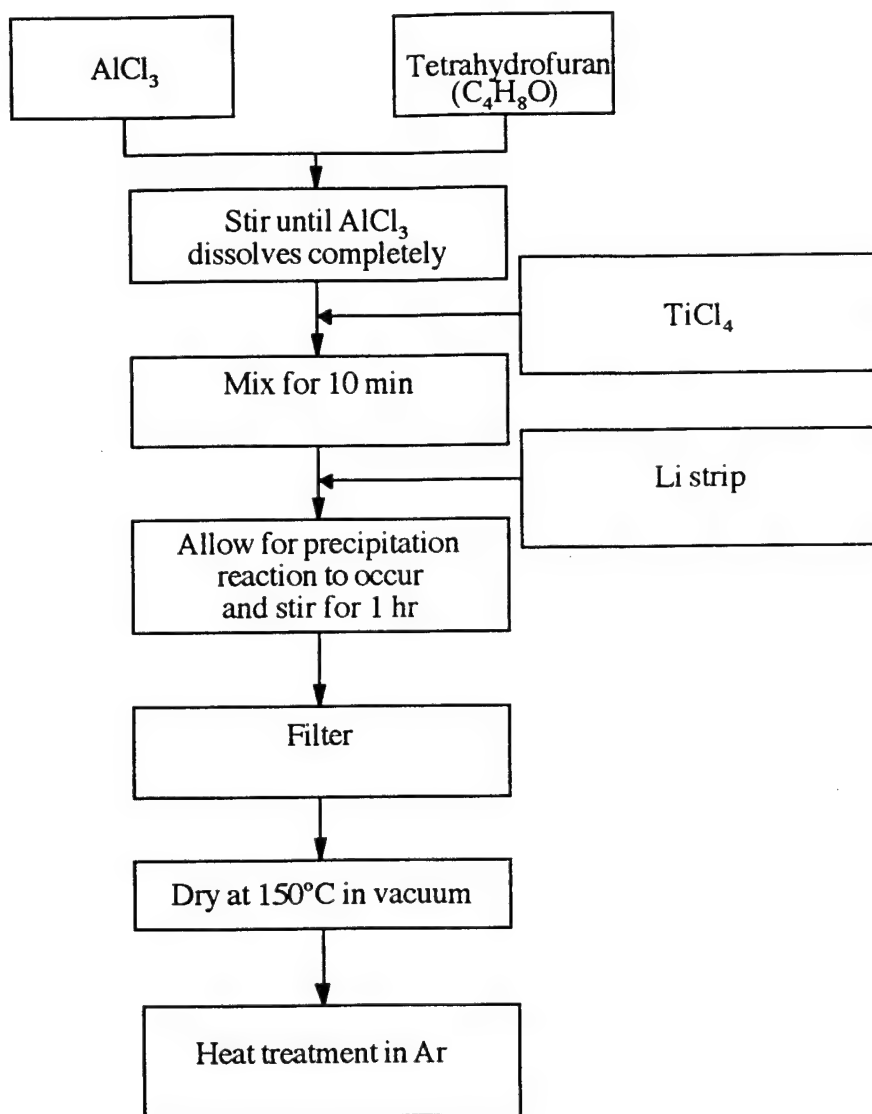 AlCl₃
Tetrahydrofuran
(C₄H₈O)
Stir until AlCl₃
dissolves completely
TiCl₄
Mix for 10 min
Li strip
Allow for precipitation
reaction to occur
and stir for 1 hr
Filter
Dry at 150°C in vacuum
Heat treatment in Ar